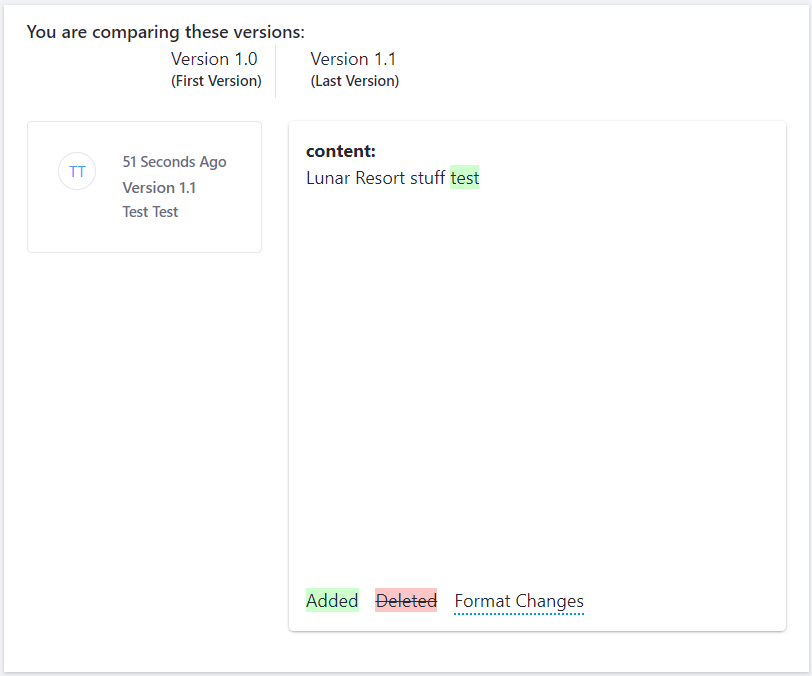 You are comparing these versions:
Version 1.0
(First Version)
Version 1.1
(Last Version)
TT
51 Seconds Ago
Version 1.1
Test Test
content:
Lunar Resort stuff test
Added Deleted Format Changes